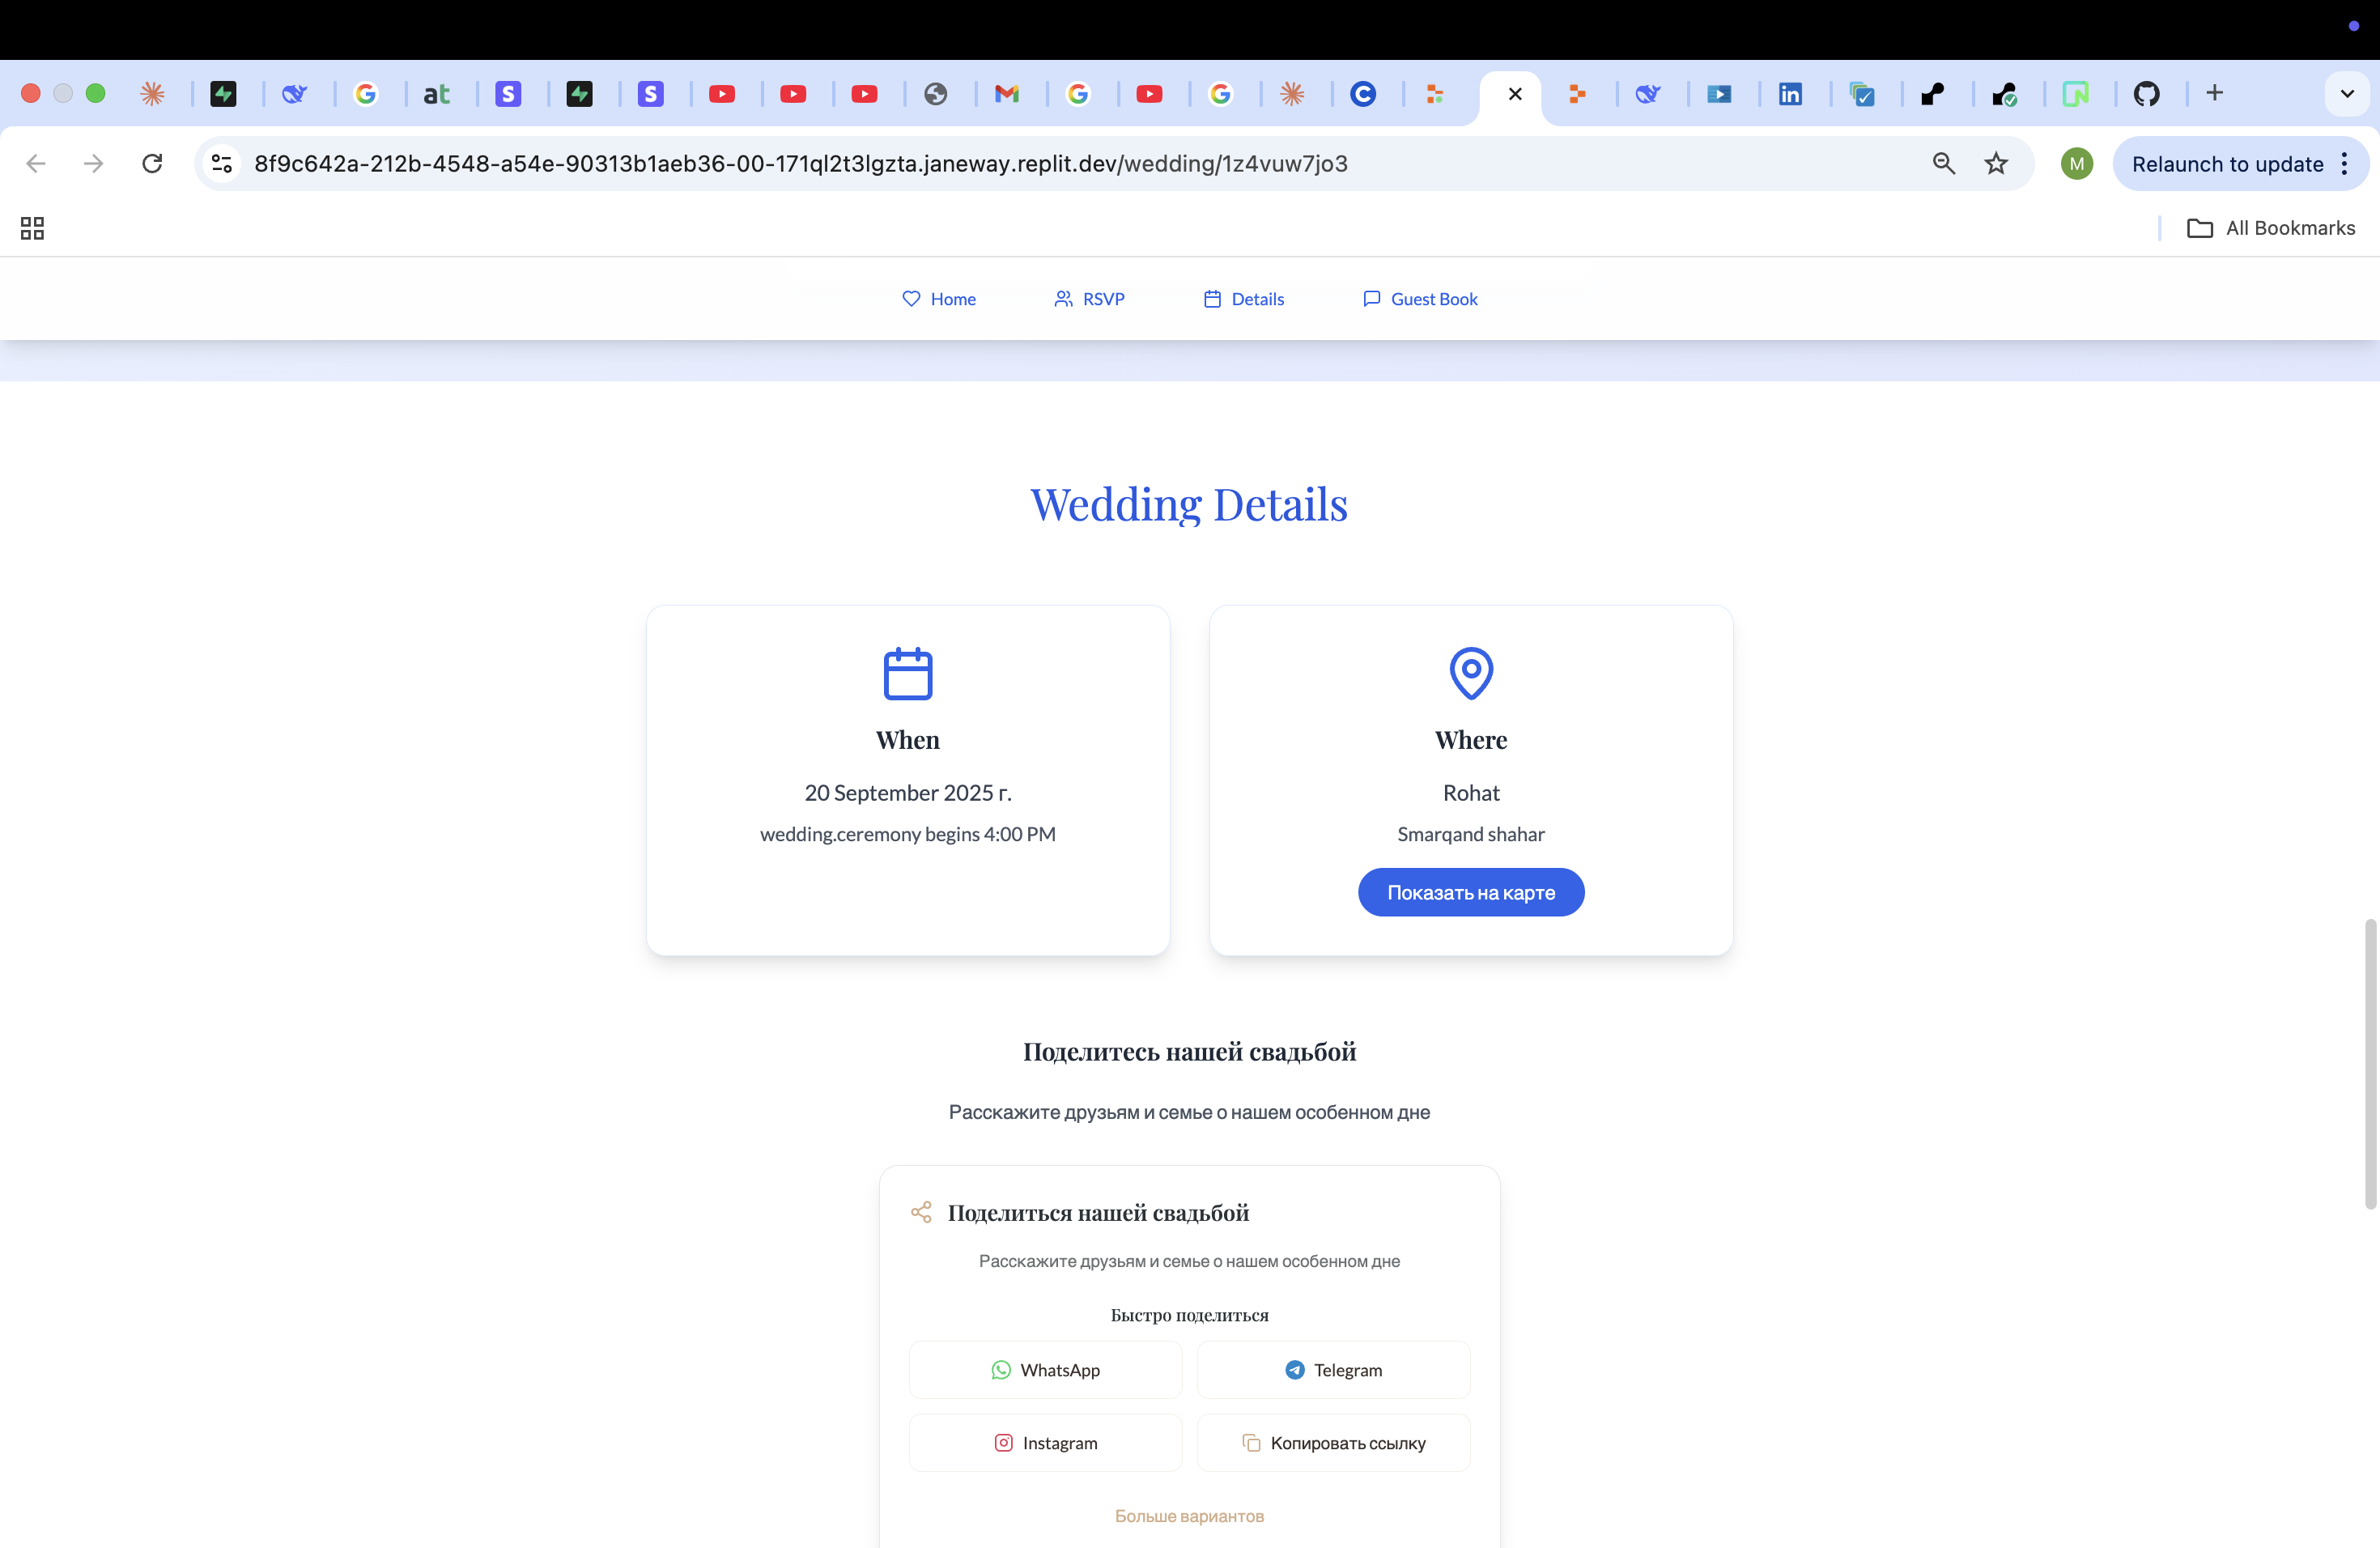 8f9c642a-212b-4548-a54e-90313b1aeb36-00-171ql2t3lgzta.janeway.replit.dev/wedding/1z4vuw7jo3
M
Relaunch to update
All Bookmarks
Home RSVP Details Guest Book
Wedding Details
When
20 September 2025 г.
wedding.ceremony begins 4:00 PM
Where
Rohat
Smarqand shahar
Показать на карте
Поделитесь нашей свадьбой
Расскажите друзьям и семье о нашем особенном дне
Поделиться нашей свадьбой
Расскажите друзьям и семье о нашем особенном дне
Быстро поделиться
WhatsApp Telegram
Instagram Копировать ссылку
Больше вариантов